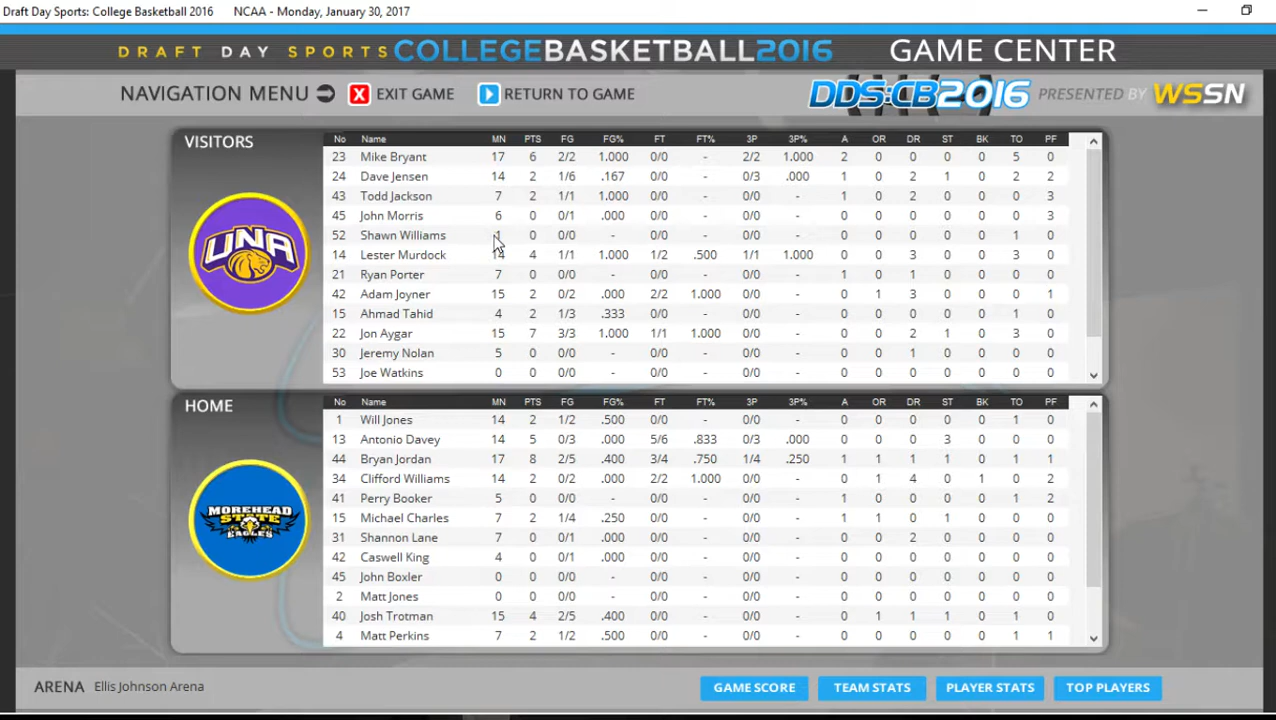 Draft Day Sports: College Basketball 2016 NCAA - Monday, January 30, 2017
DRAFT DAY SPORTS COLLEGEBASKETBALL2016 GAME CENTER
NAVIGATION MENU X EXIT GAME RETURN TO GAME DDS:CB2016 PRESENTED BY WSSN
VISITORS
UNA
No Name MN PTS FG FG% FT FT% 3P 3P% A OR DR ST BK TO PF
23 Mike Bryant 17 6 2/2 1.000 0/0 - 2/2 1.000 2 0 0 0 0 5 0
24 Dave Jensen 14 2 1/6 .167 0/0 - 0/3 .000 1 0 2 1 0 2 2
43 Todd Jackson 7 2 1/1 1.000 0/0 - 0/0 - 1 0 2 0 0 0 3
45 John Morris 6 0 0/1 .000 0/0 - 0/0 - 0 0 0 0 0 0 3
52 Shawn Williams 1 0 0/0 - 0/0 - 0/0 - 0 0 0 0 0 1 0
14 Lester Murdock 14 4 1/1 1.000 1/2 .500 1/1 1.000 0 0 3 0 0 3 0
21 Ryan Porter 7 0 0/0 - 0/0 - 0/0 - 1 0 1 0 0 0 0
42 Adam Joyner 15 2 0/2 .000 2/2 1.000 0/0 - 0 1 3 0 0 0 1
15 Ahmad Tahid 4 2 1/3 .333 0/0 - 0/0 - 0 0 0 0 0 1 0
22 Jon Aygar 15 7 3/3 1.000 1/1 1.000 0/0 - 0 0 2 1 0 3 0
30 Jeremy Nolan 5 0 0/0 - 0/0 - 0/0 - 0 0 1 0 0 0 0
53 Joe Watkins 0 0 0/0 - 0/0 - 0/0 - 0 0 0 0 0 0 0
HOME
MOREHEAD
STATE
EAGLES
No Name MN PTS FG FG% FT FT% 3P 3P% A OR DR ST BK TO PF
1 Will Jones 14 2 1/2 .500 0/0 - 0/0 - 0 0 0 0 0 1 0
13 Antonio Davey 14 5 0/3 .000 5/6 .833 0/3 .000 0 0 0 3 0 0 0
44 Bryan Jordan 17 8 2/5 .400 3/4 .750 1/4 .250 1 1 1 1 0 1 1
34 Clifford Williams 14 2 0/2 .000 2/2 1.000 0/0 - 0 1 4 0 1 0 2
41 Perry Booker 5 0 0/0 - 0/0 - 0/0 - 1 0 0 0 0 1 2
15 Michael Charles 7 2 1/4 .250 0/0 - 0/0 - 1 1 0 1 0 0 0
31 Shannon Lane 7 0 0/1 .000 0/0 - 0/0 - 0 0 2 0 0 0 0
42 Caswell King 4 0 0/1 .000 0/0 - 0/0 - 0 0 0 0 0 0 0
45 John Boxler 0 0 0/0 - 0/0 - 0/0 - 0 0 0 0 0 0 0
2 Matt Jones 0 0 0/0 - 0/0 - 0/0 - 0 0 0 0 0 0 0
40 Josh Trotman 15 4 2/5 .400 0/0 - 0/0 - 0 1 1 1 0 1 0
4 Matt Perkins 7 2 1/2 .500 0/0 - 0/0 - 0 0 0 0 0 1 1
ARENA Ellis Johnson Arena GAME SCORE TEAM STATS PLAYER STATS TOP PLAYERS